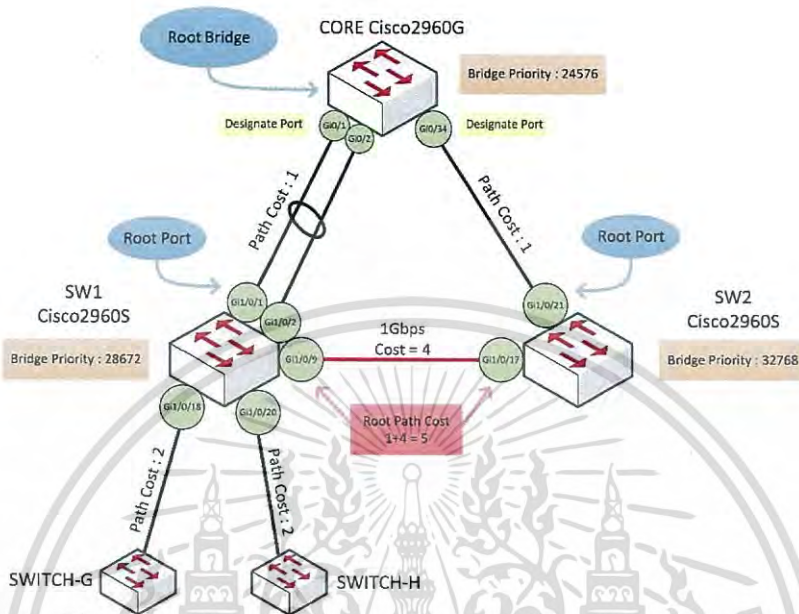 CORE Cisco2960G
Root Bridge
Bridge Priority : 24576
Designate Port
Gi0/1
Gi0/2
Gi0/34
Designate Port
Path Cost : 1
Path Cost : 1
Root Port
Root Port
SW1
Cisco2960S
Bridge Priority : 28672
Gi1/0/1
Gi1/0/2
Gi1/0/9
1Gbps
Cost = 4
Gi1/0/21
Gi1/0/17
SW2
Cisco2960S
Bridge Priority : 32768
Gi1/0/18
Gi1/0/20
Root Path Cost
1+4 = 5
Path Cost : 2
Path Cost : 2
SWITCH-G
SWITCH-H